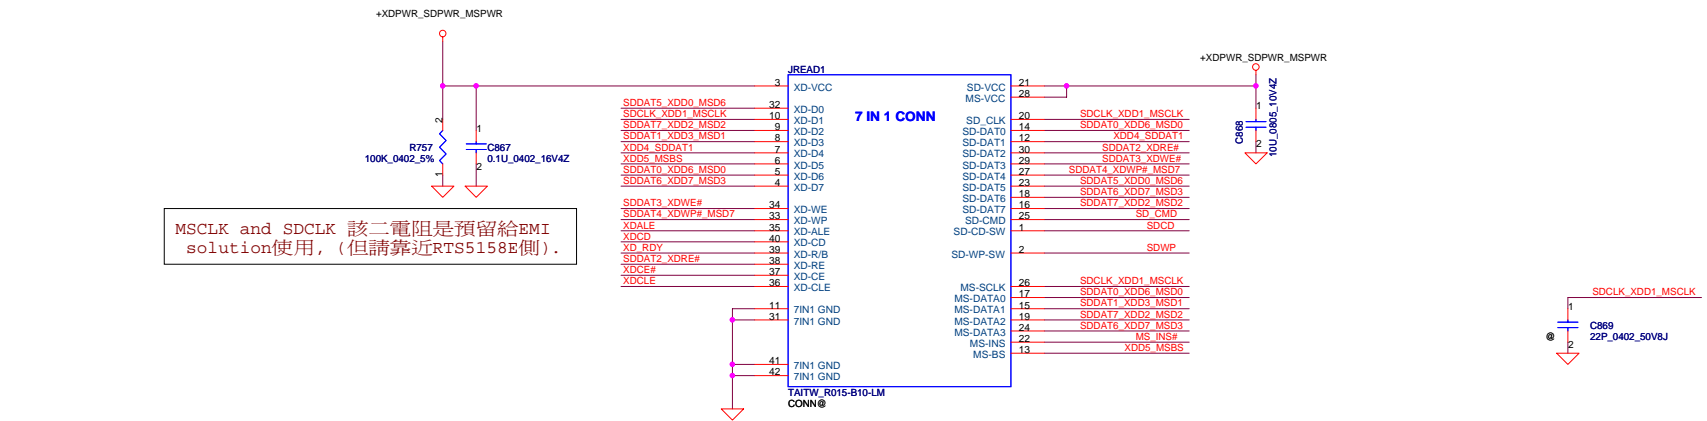 +XDPWR_SDPWR_MSPWR
+XDPWR_SDPWR_MSPWR
JREAD1
7 IN 1 CONN
3 XD-VCC
SDDAT5_XDD0_MSD6 32 XD-D0
SDCLK_XDD1_MSCLK 10 XD-D1
SDDAT7_XDD2_MSD2 9 XD-D2
SDDAT1_XDD3_MSD1 8 XD-D3
XDD4_SDDAT1 7 XD-D4
XDD5_MSBS 6 XD-D5
SDDAT0_XDD6_MSD0 5 XD-D6
SDDAT6_XDD7_MSD3 4 XD-D7
SDDAT3_XDWE# 34 XD-WE
SDDAT4_XDWP#_MSD7 33 XD-WP
XDALE 35 XD-ALE
XDCD 40 XD-CD
XD_RDY 39 XD-R/B
SDDAT2_XDRE# 38 XD-RE
XDCE# 37 XD-CE
XDCLE 36 XD-CLE
11 7IN1 GND
31 7IN1 GND
41 7IN1 GND
42 7IN1 GND
SD-VCC 21
MS-VCC 28
SD_CLK 20 SDCLK_XDD1_MSCLK
SD-DAT0 14 SDDAT0_XDD6_MSD0
SD-DAT1 12 XDD4_SDDAT1
SD-DAT2 30 SDDAT2_XDRE#
SD-DAT3 29 SDDAT3_XDWE#
SD-DAT4 27 SDDAT4_XDWP#_MSD7
SD-DAT5 23 SDDAT5_XDD0_MSD6
SD-DAT6 18 SDDAT6_XDD7_MSD3
SD-DAT7 16 SDDAT7_XDD2_MSD2
SD-CMD 25 SD_CMD
SD-CD-SW 1 SDCD
SD-WP-SW 2 SDWP
MS-SCLK 26 SDCLK_XDD1_MSCLK
MS-DATA0 17 SDDAT0_XDD6_MSD0
MS-DATA1 15 SDDAT1_XDD3_MSD1
MS-DATA2 19 SDDAT7_XDD2_MSD2
MS-DATA3 24 SDDAT6_XDD7_MSD3
MS-INS 22 MS_INS#
MS-BS 13 XDD5_MSBS
TAITW_R015-B10-LM
CONN@
2
R757
100K_0402_5%
1
1
C867
0.1U_0402_16V4Z
2
MSCLK and SDCLK 該二電阻是預留給EMI
solution使用, (但請靠近RTS5158E側).
1
C868
10U_0805_10V4Z
2
SDCLK_XDD1_MSCLK
1
C869
@
22P_0402_50V8J
2